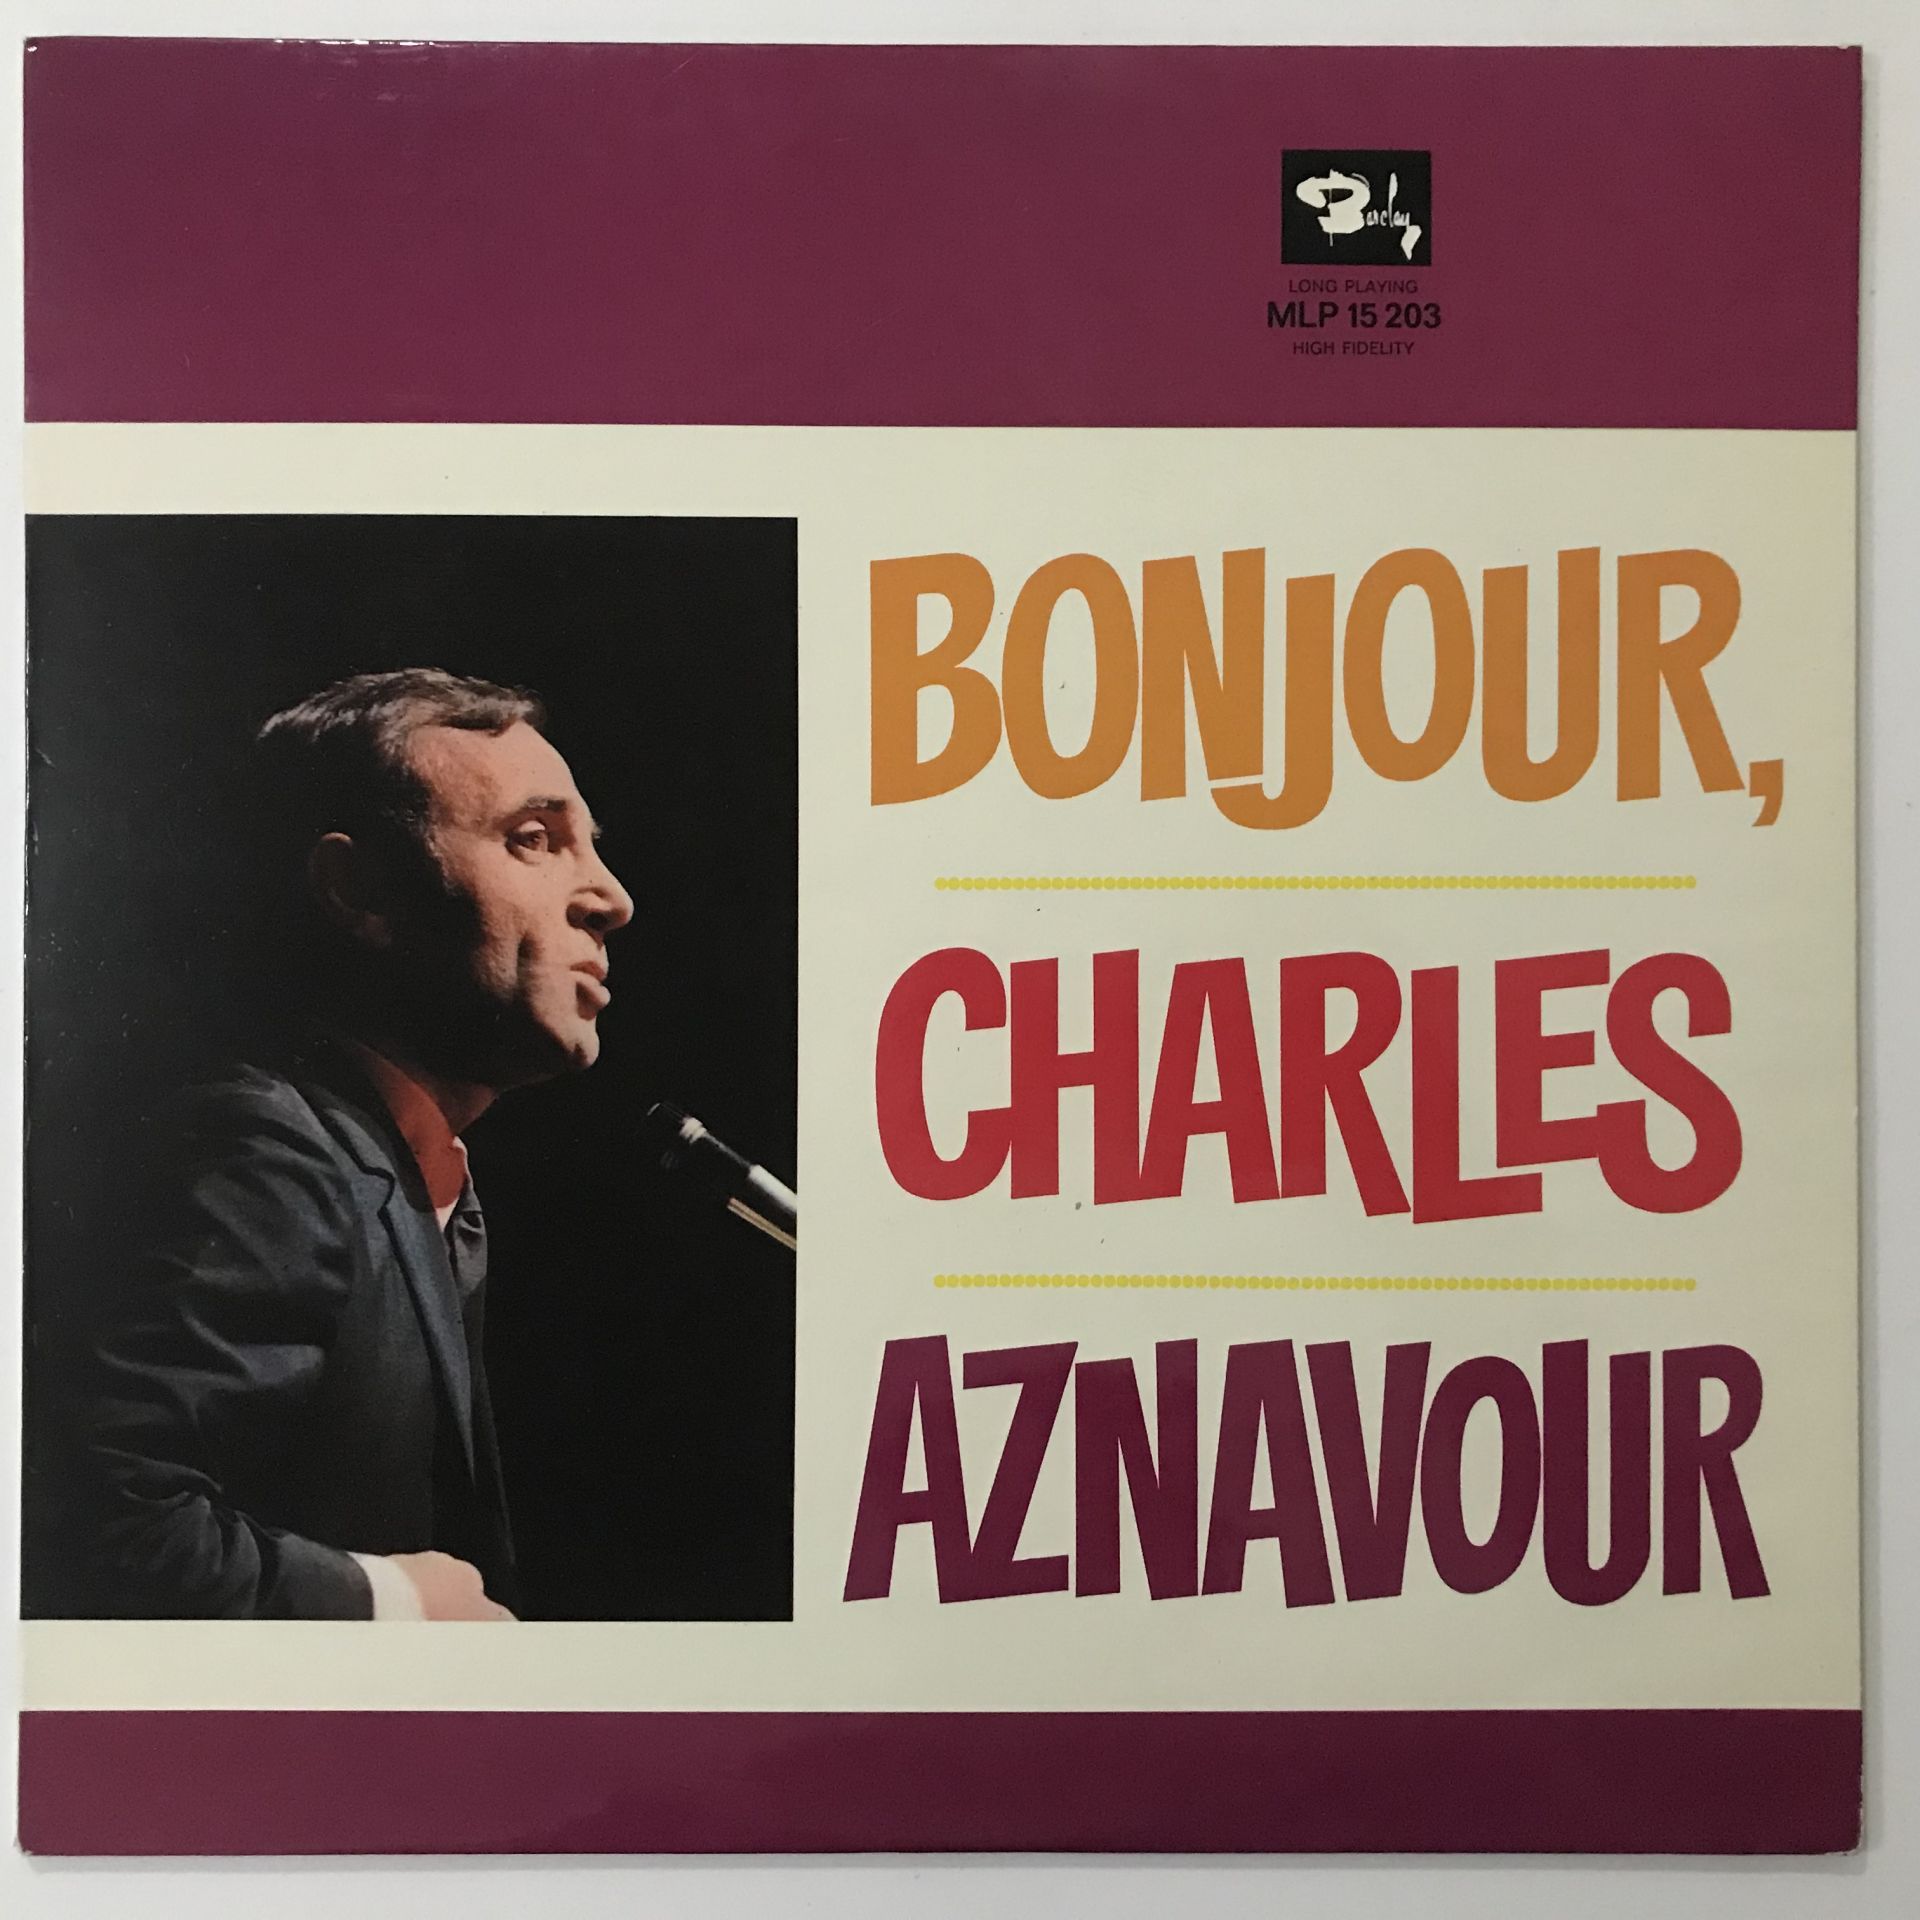 Barclay
LONG PLAYING
MLP 15 203
HIGH FIDELITY
BONJOUR,
CHARLES
AZNAVOUR